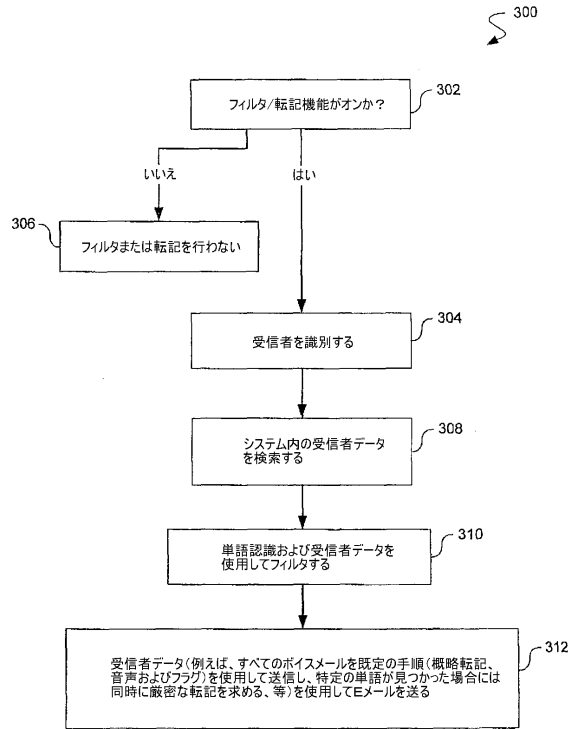 300
フィルタ/転記機能がオンか?
302
いいえ
はい
306
フィルタまたは転記を行わない
304
受信者を識別する
308
システム内の受信者データ
を検索する
310
単語認識および受信者データを
使用してフィルタする
312
受信者データ(例えば、すべてのボイスメールを既定の手順(概略転記、
音声およびフラグ)を使用して送信し、特定の単語が見つかった場合には
同時に厳密な転記を求める、等)を使用してEメールを送る